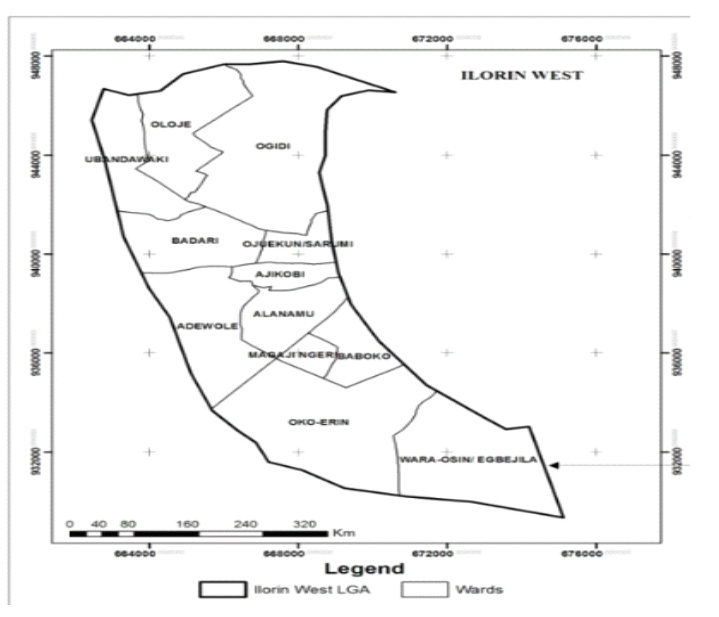 664000 668000 672000 676000
948000 948000
ILORIN WEST
OLOJE
OGIDI
944000 944000
UBANDAWAKI
BADARI
OJUEKUN/SARUMI
940000 940000
AJIKOBI
ALANAMU
ADEWOLE
936000 936000
MAGAJI NGERI
BABOKO
OKO-ERIN
WARA-OSIN/ EGBEJILA
932000 932000
0 40 80 160 240 320
Km
664000 668000 672000 676000
Legend
Ilorin West LGA Wards